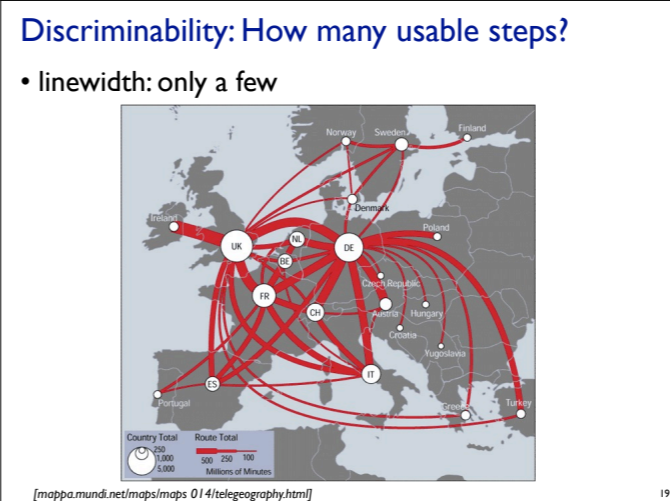 Discriminability: How many usable steps?
• linewidth: only a few
Norway
Sweden
Finland
Denmark
Ireland
UK
NL
DE
Poland
BE
Czech Republic
FR
CH
Austria
Hungary
Croatia
Yugoslavia
IT
ES
Portugal
Greece
Turkey
Country Total
250
1,000
5,000
Route Total
500 250 100
Millions of Minutes
[mappa.mundi.net/maps/maps 014/telegeography.html]
19